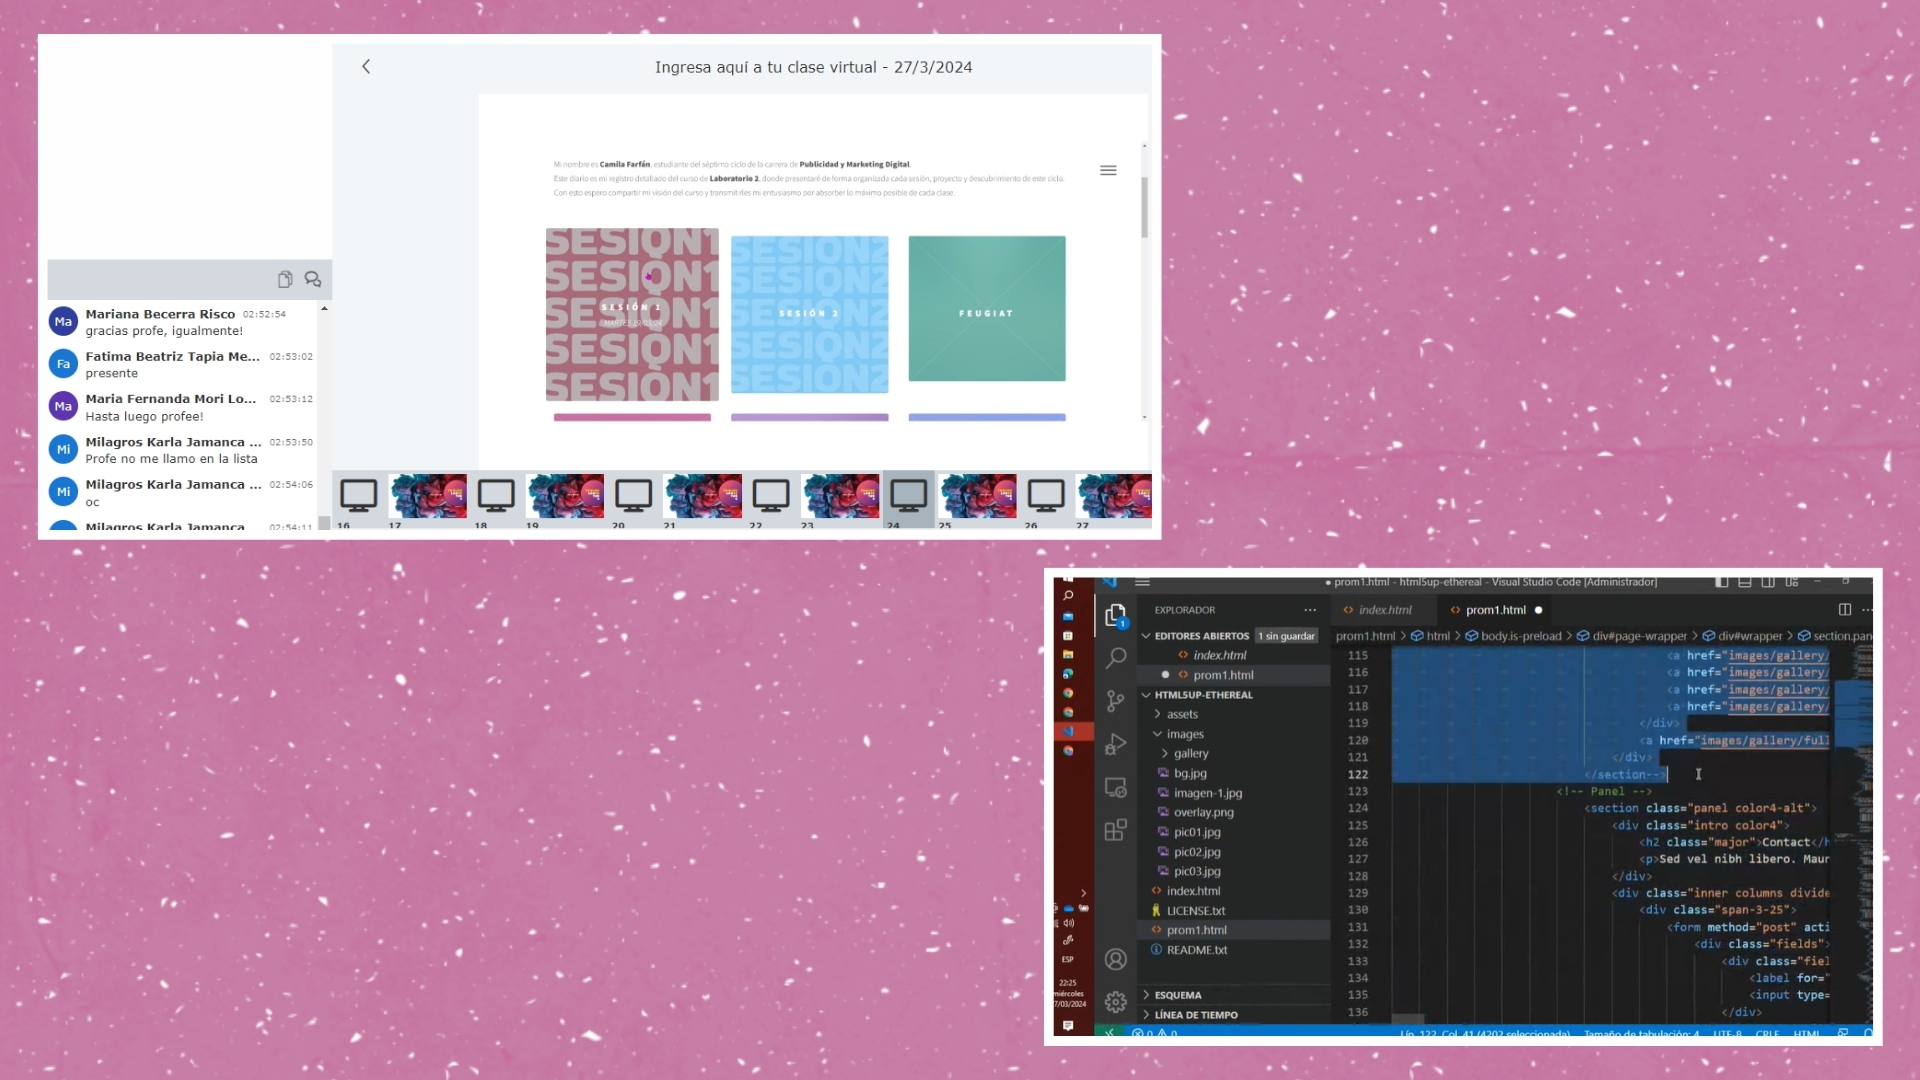 Ingresa aquí a tu clase virtual - 27/3/2024
Mi nombre es Camila Farfán, estudiante del séptimo ciclo de la carrera de Publicidad y Marketing Digital.
Este diario es mi registro detallado del curso de Laboratorio 2, donde presentaré de forma organizada cada sesión, proyecto y descubrimiento de este ciclo.
Con esto espero compartir mi visión del curso y transmitirles mi entusiasmo por absorber lo máximo posible de cada clase.
SESIÓN1 SESIÓN2
SESIÓN1 SESIÓN2
SESIÓN1 SESIÓN2
SESIÓN1 SESIÓN2
SESIÓN1 SESIÓN2
SESIÓN 1
SESIÓN 2
FEUGIAT
Ma Mariana Becerra Risco 02:52:54
gracias profe, igualmente!
Fa Fatima Beatriz Tapia Me... 02:53:02
presente
Ma Maria Fernanda Mori Lo... 02:53:12
Hasta luego profee!
Mi Milagros Karla Jamanca ... 02:53:50
Profe no me llamo en la lista
Mi Milagros Karla Jamanca ... 02:54:06
oc
Milagros Karla Jamanca 02:54:11
16 17 18 19 20 21 22 23 24 25 26 27
● prom1.html - html5up-ethereal - Visual Studio Code [Administrador]
EXPLORADOR ...
index.html
prom1.html
1
EDITORES ABIERTOS 1 sin guardar
prom1.html > html > body.is-preload > div#page-wrapper > div#wrapper > section.pan
index.html
prom1.html
HTML5UP-ETHEREAL
assets
images
gallery
bg.jpg
imagen-1.jpg
overlay.png
pic01.jpg
pic02.jpg
pic03.jpg
index.html
LICENSE.txt
prom1.html
README.txt
ESQUEMA
LÍNEA DE TIEMPO
115 <a href="images/gallery/
116 <a href="images/gallery/
117 <a href="images/gallery/
118 <a href="images/gallery/
119 </div>
120 <a href="images/gallery/full
121 </div>
122 </section-->
123 <!-- Panel -->
124 <section class="panel color4-alt">
125 <div class="intro color4">
126 <h2 class="major">Contact</h
127 <p>Sed vel nibh libero. Maur
128 </div>
129 <div class="inner columns divide
130 <div class="span-3-25">
131 <form method="post" acti
132 <div class="fields">
133 <div class="fiel
134 <label for="
135 <input type=
136 </div>
ESP
22:25
miércoles
7/03/2024
0 0
Lín. 122, Col. 41 (4202 seleccionada) Tamaño de tabulación: 4 UTF-8 CRLF HTML